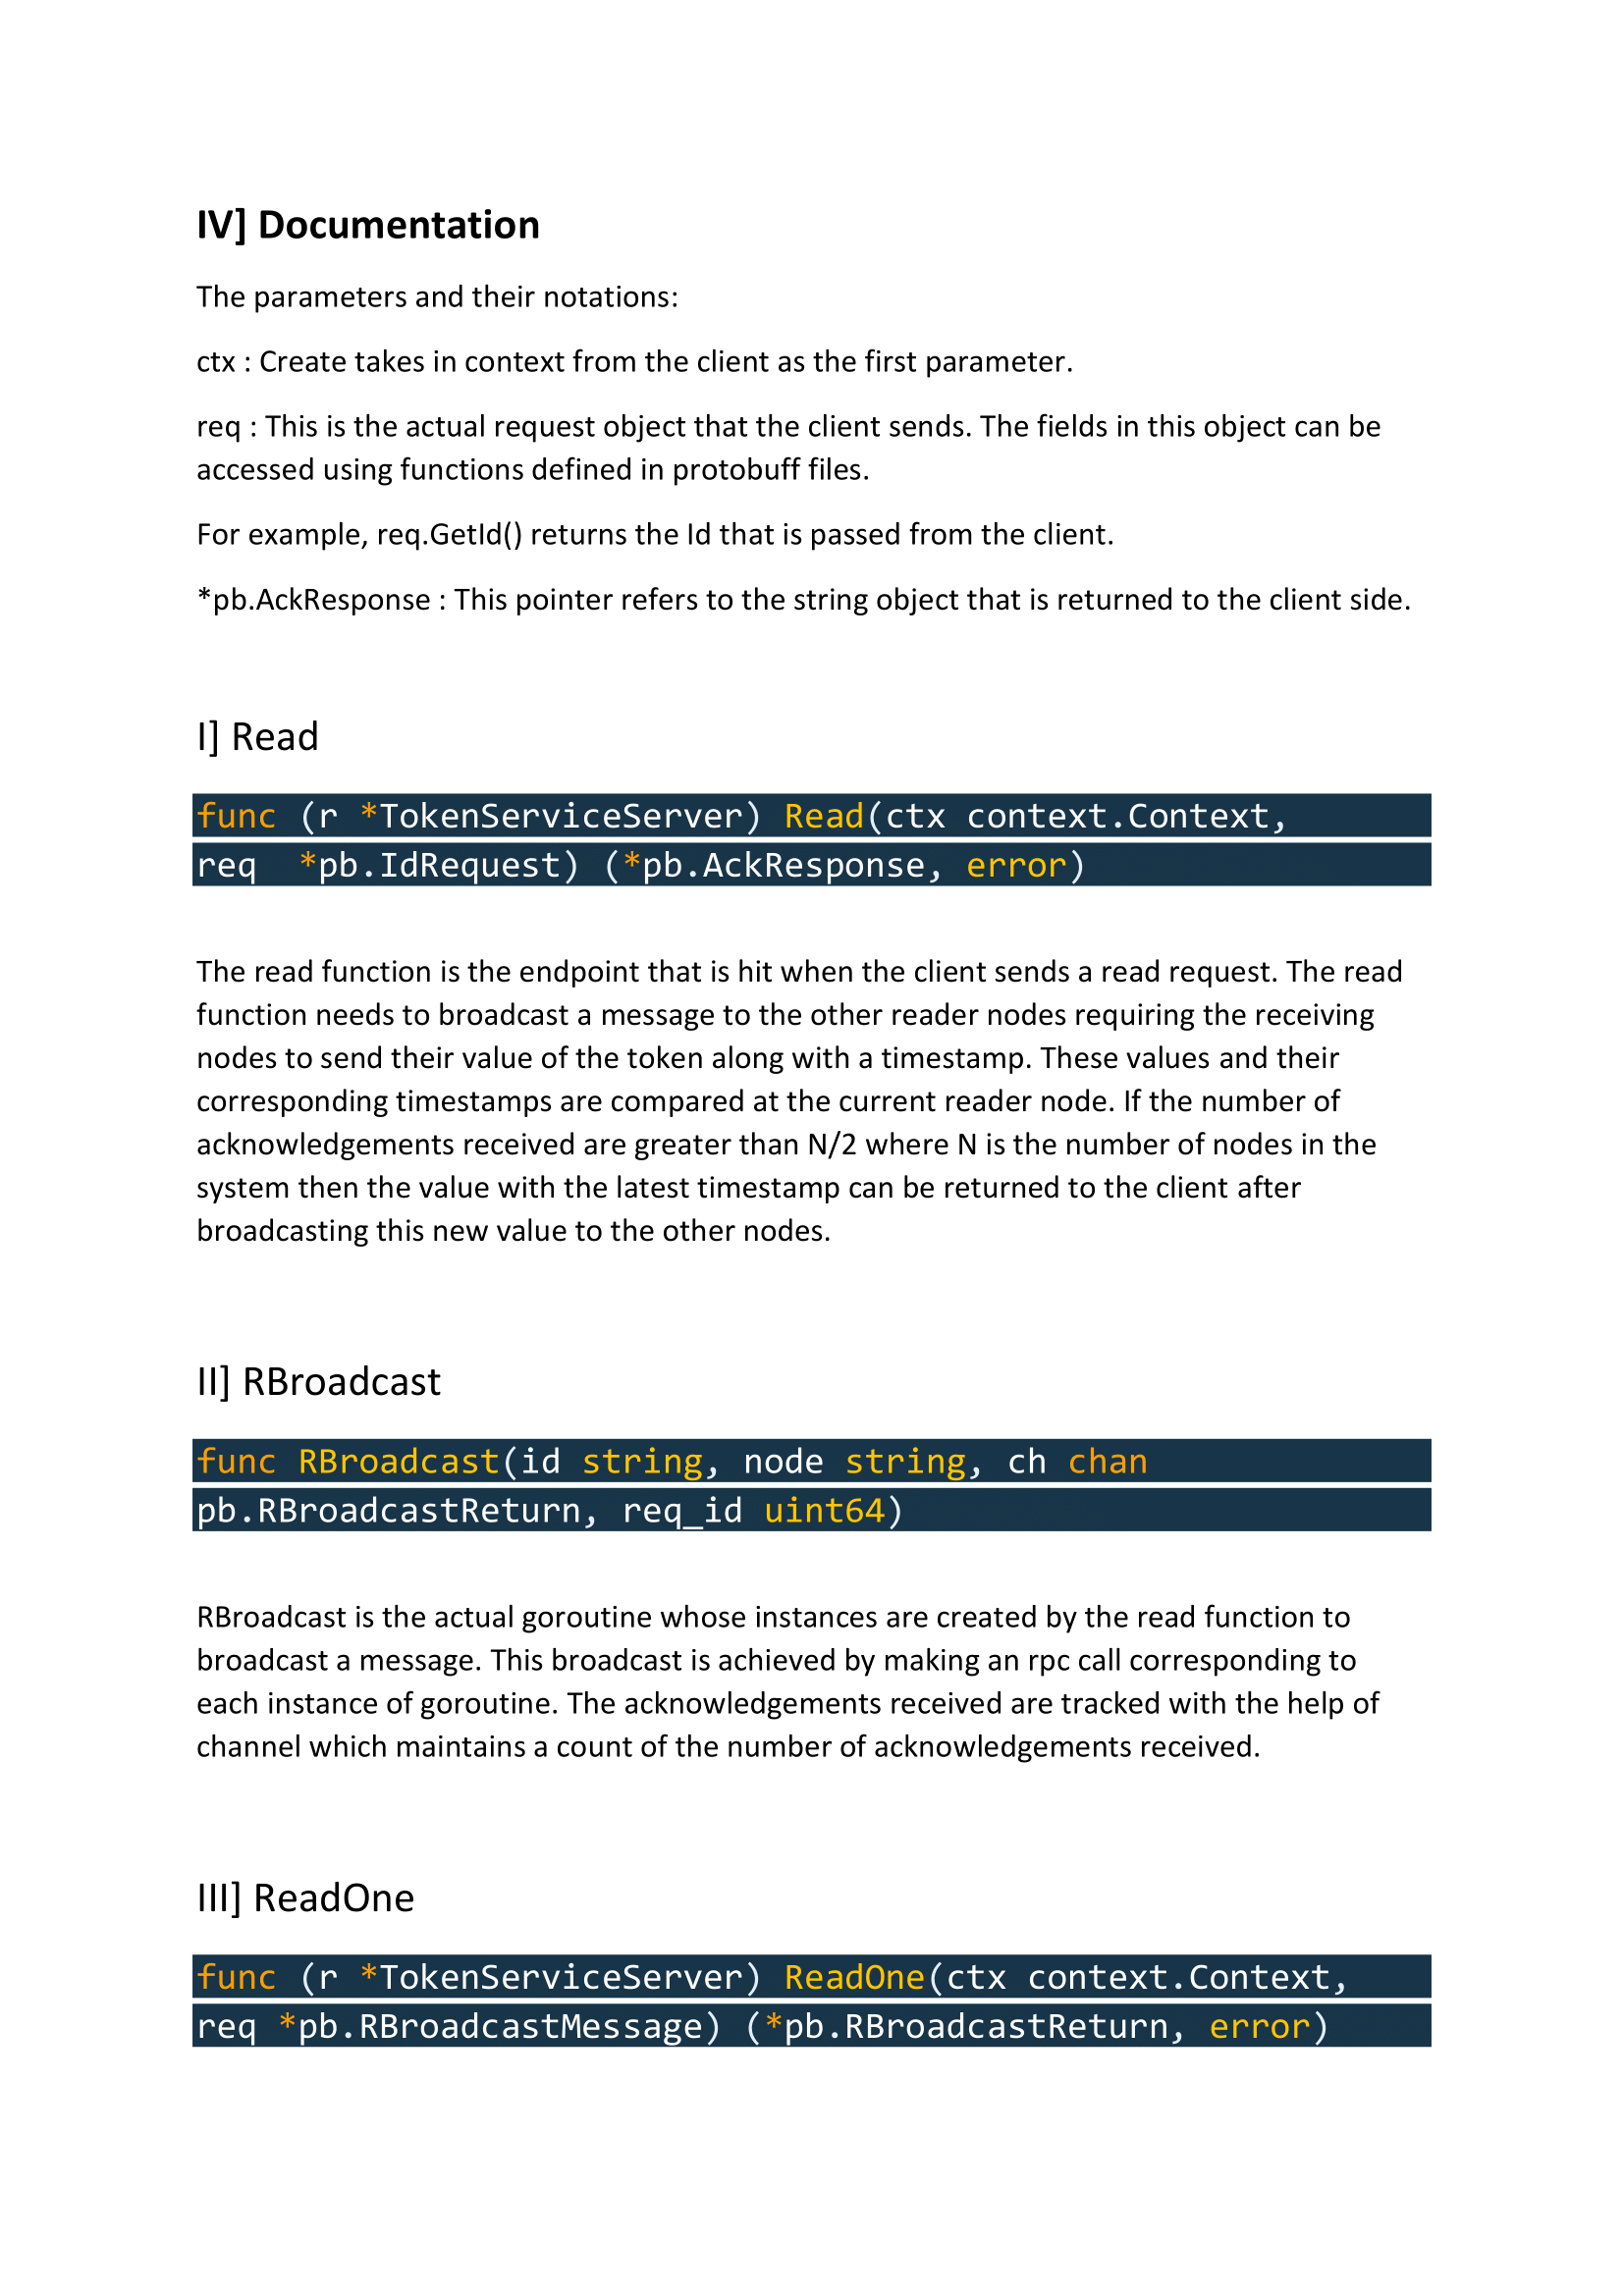 IV] Documentation
The parameters and their notations:
ctx : Create takes in context from the client as the first parameter.
req : This is the actual request object that the client sends. The fields in this object can be
accessed using functions defined in protobuff files.
For example, req.GetId() returns the Id that is passed from the client.
*pb.AckResponse : This pointer refers to the string object that is returned to the client side.
I] Read
func (r *TokenServiceServer) Read(ctx context.Context,
req  *pb.IdRequest) (*pb.AckResponse, error)
The read function is the endpoint that is hit when the client sends a read request. The read
function needs to broadcast a message to the other reader nodes requiring the receiving
nodes to send their value of the token along with a timestamp. These values and their
corresponding timestamps are compared at the current reader node. If the number of
acknowledgements received are greater than N/2 where N is the number of nodes in the
system then the value with the latest timestamp can be returned to the client after
broadcasting this new value to the other nodes.
II] RBroadcast
func RBroadcast(id string, node string, ch chan
pb.RBroadcastReturn, req_id uint64)
RBroadcast is the actual goroutine whose instances are created by the read function to
broadcast a message. This broadcast is achieved by making an rpc call corresponding to
each instance of goroutine. The acknowledgements received are tracked with the help of
channel which maintains a count of the number of acknowledgements received.
III] ReadOne
func (r *TokenServiceServer) ReadOne(ctx context.Context,
req *pb.RBroadcastMessage) (*pb.RBroadcastReturn, error)